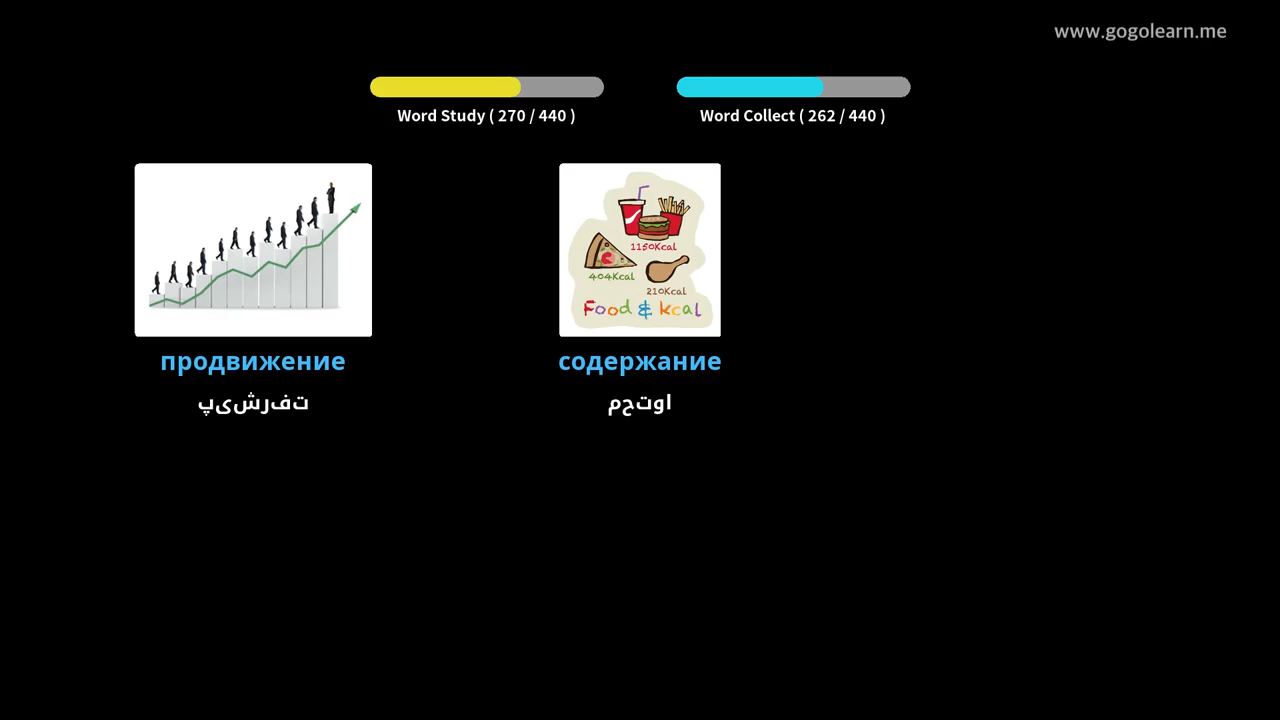 www.gogolearn.me
Word Study ( 270 / 440 )
Word Collect ( 262 / 440 )
1150Kcal
404Kcal
210Kcal
Food & kcal
продвижение
содержание
پیشرفت
محتوا